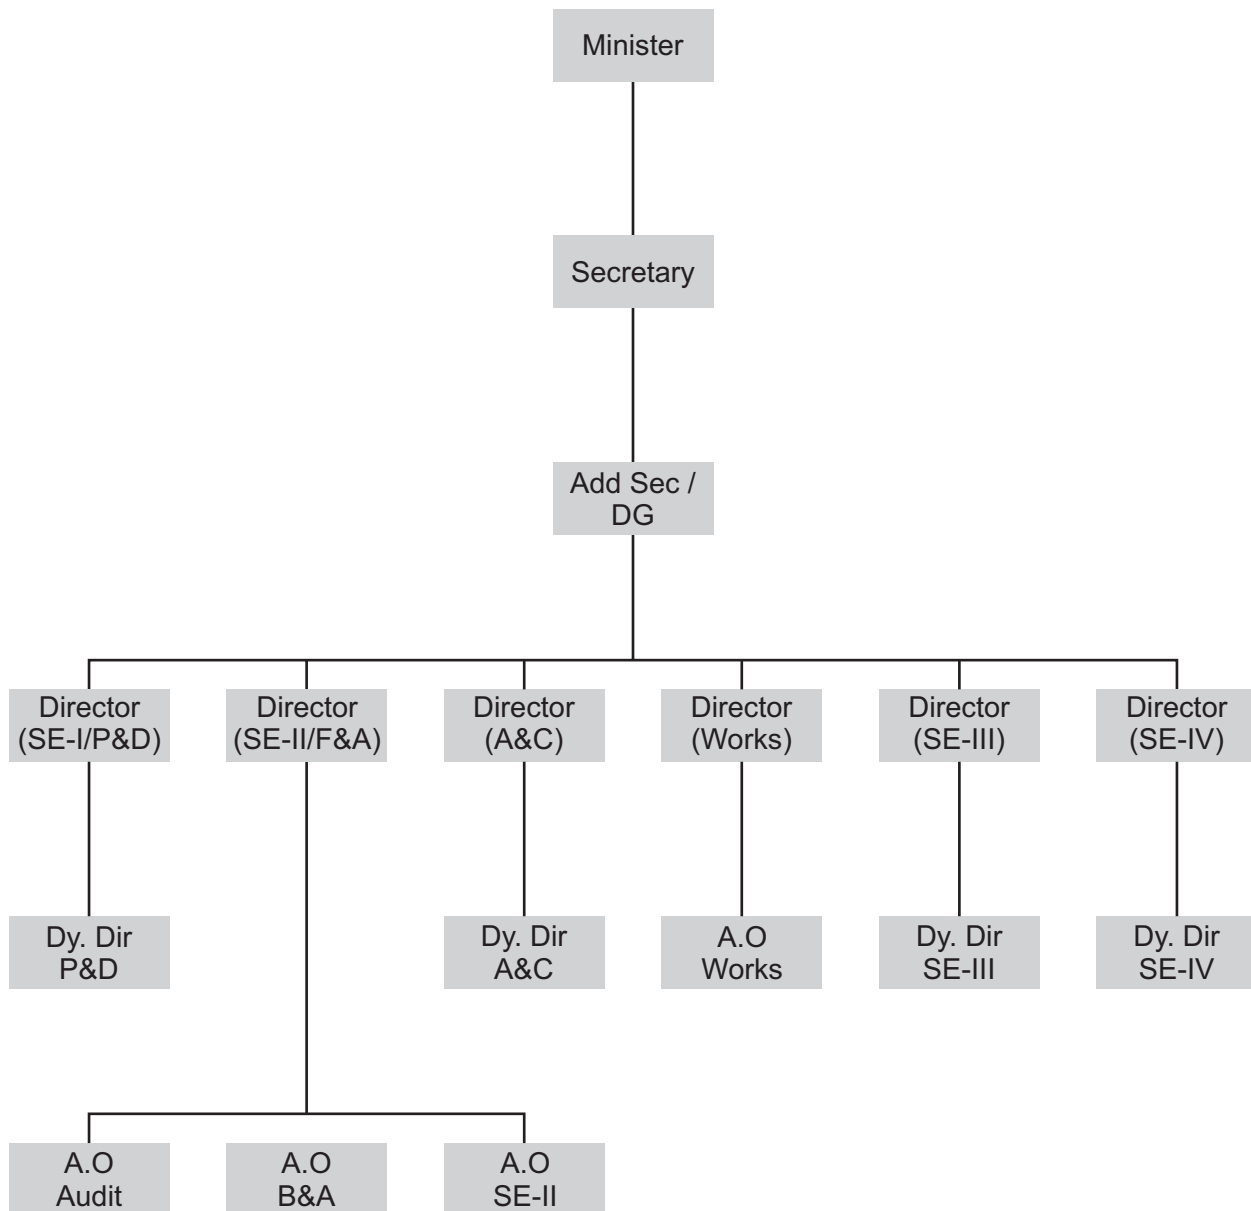 Minister
Secretary
Add Sec /
DG
Director
(SE-I/P&D)
Director
(SE-II/F&A)
Director
(A&C)
Director
(Works)
Director
(SE-III)
Director
(SE-IV)
Dy. Dir
P&D
Dy. Dir
A&C
A.O
Works
Dy. Dir
SE-III
Dy. Dir
SE-IV
A.O
Audit
A.O
B&A
A.O
SE-II